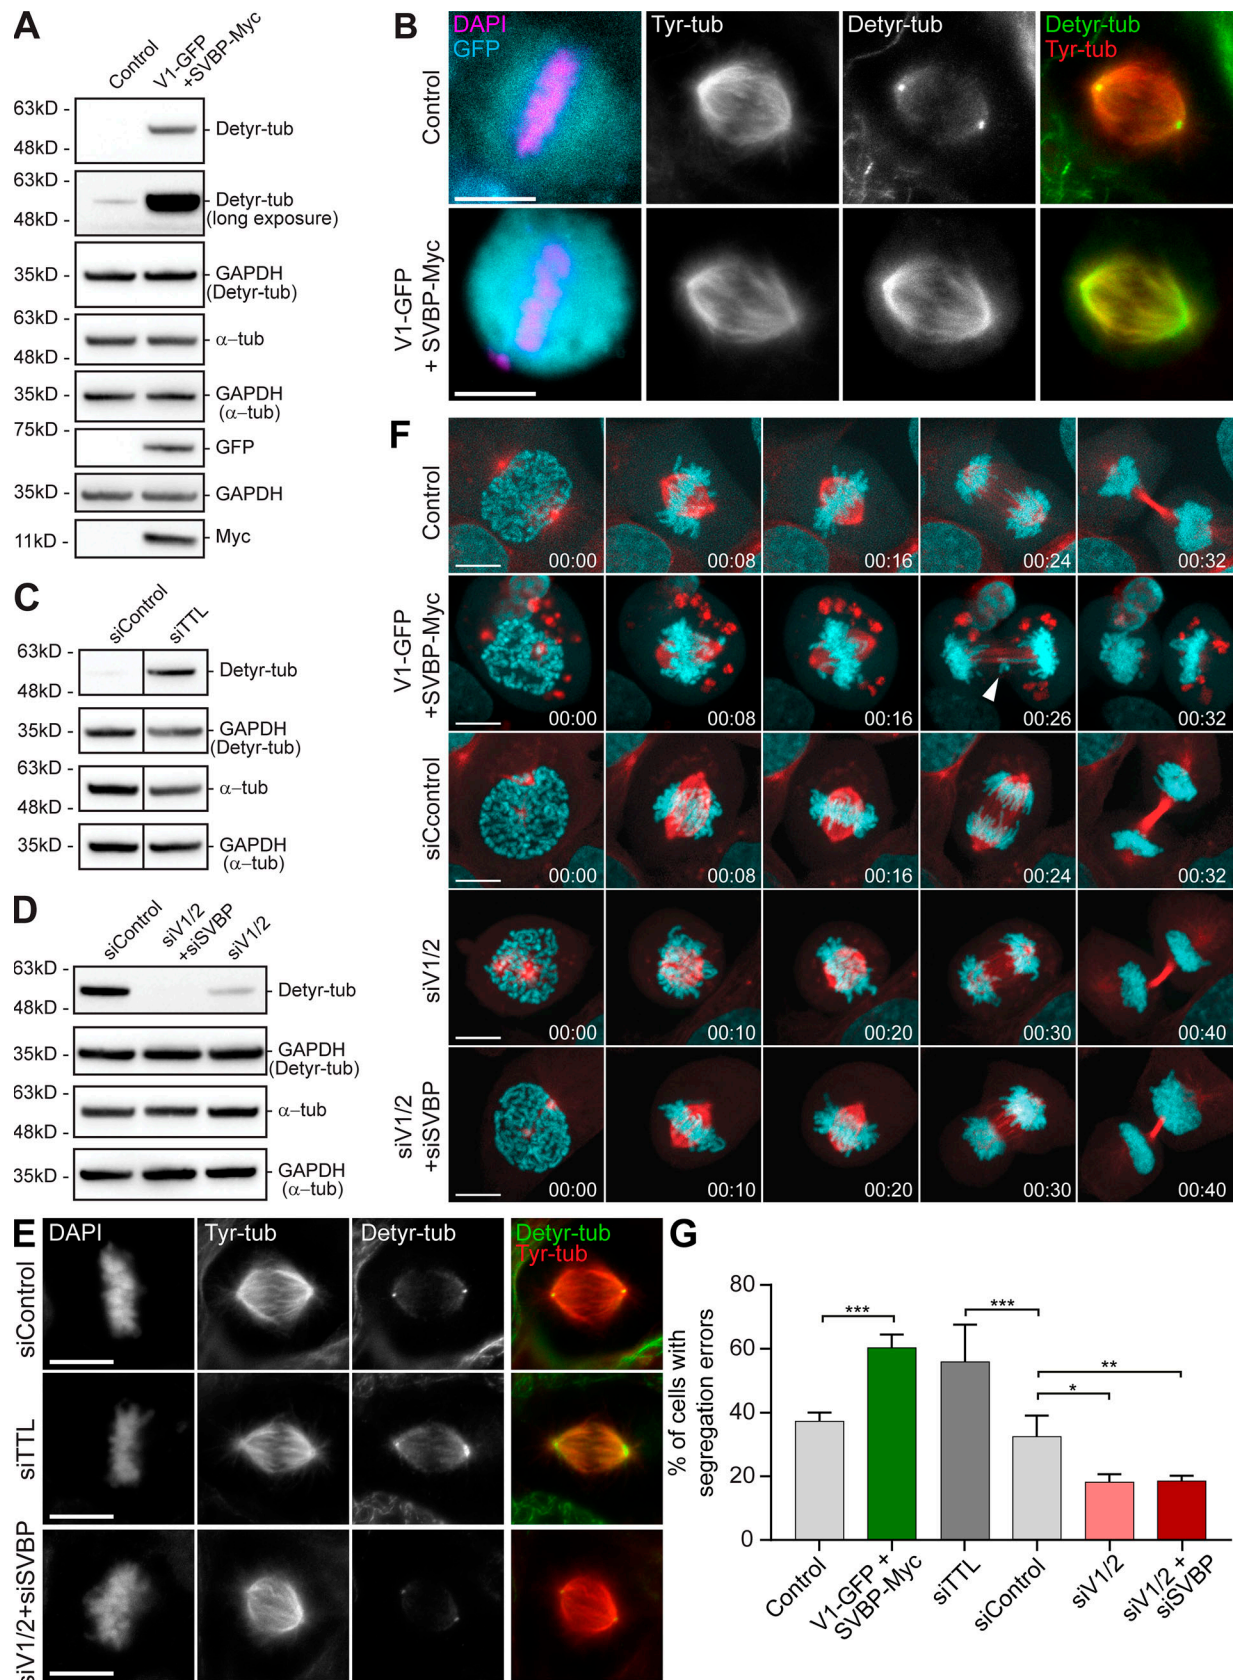 A
Control
V1-GFP
+SVBP-Myc
63kD -
48kD -
- Detyr-tub
63kD -
48kD -
Detyr-tub
(long exposure)
35kD -
GAPDH
(Detyr-tub)
63kD -
48kD -
- α-tub
35kD -
GAPDH
(α-tub)
75kD -
- GFP
35kD -
GAPDH
11kD -
- Myc
B
DAPI
GFP
Tyr-tub
Detyr-tub
Detyr-tub
Tyr-tub
Control
V1-GFP
+ SVBP-Myc
C
siControl
siTTL
63kD -
48kD -
- Detyr-tub
35kD -
GAPDH
(Detyr-tub)
63kD -
48kD -
- α-tub
35kD -
GAPDH
(α-tub)
D
siControl
siV1/2
+siSVBP
siV1/2
63kD -
48kD -
Detyr-tub
35kD -
GAPDH
(Detyr-tub)
63kD -
48kD -
- α-tub
35kD -
GAPDH
(α-tub)
E
DAPI
Tyr-tub
Detyr-tub
Detyr-tub
Tyr-tub
siControl
siTTL
siV1/2+siSVBP
F
Control
00:00
00:08
00:16
00:24
00:32
V1-GFP
+SVBP-Myc
00:00
00:08
00:16
00:26
00:32
siCcontrol
00:00
00:08
00:16
00:24
00:32
siV1/2
00:00
00:10
00:20
00:30
00:40
siV1/2
+siSVBP
00:00
00:10
00:20
00:30
00:40
G
% of cells with
segregation errors
80
60
40
20
0
***
***
**
*
Control
V1-GFP +
SVBP-Myc
siTTL
siControl
siV1/2
siV1/2 +
siSVBP